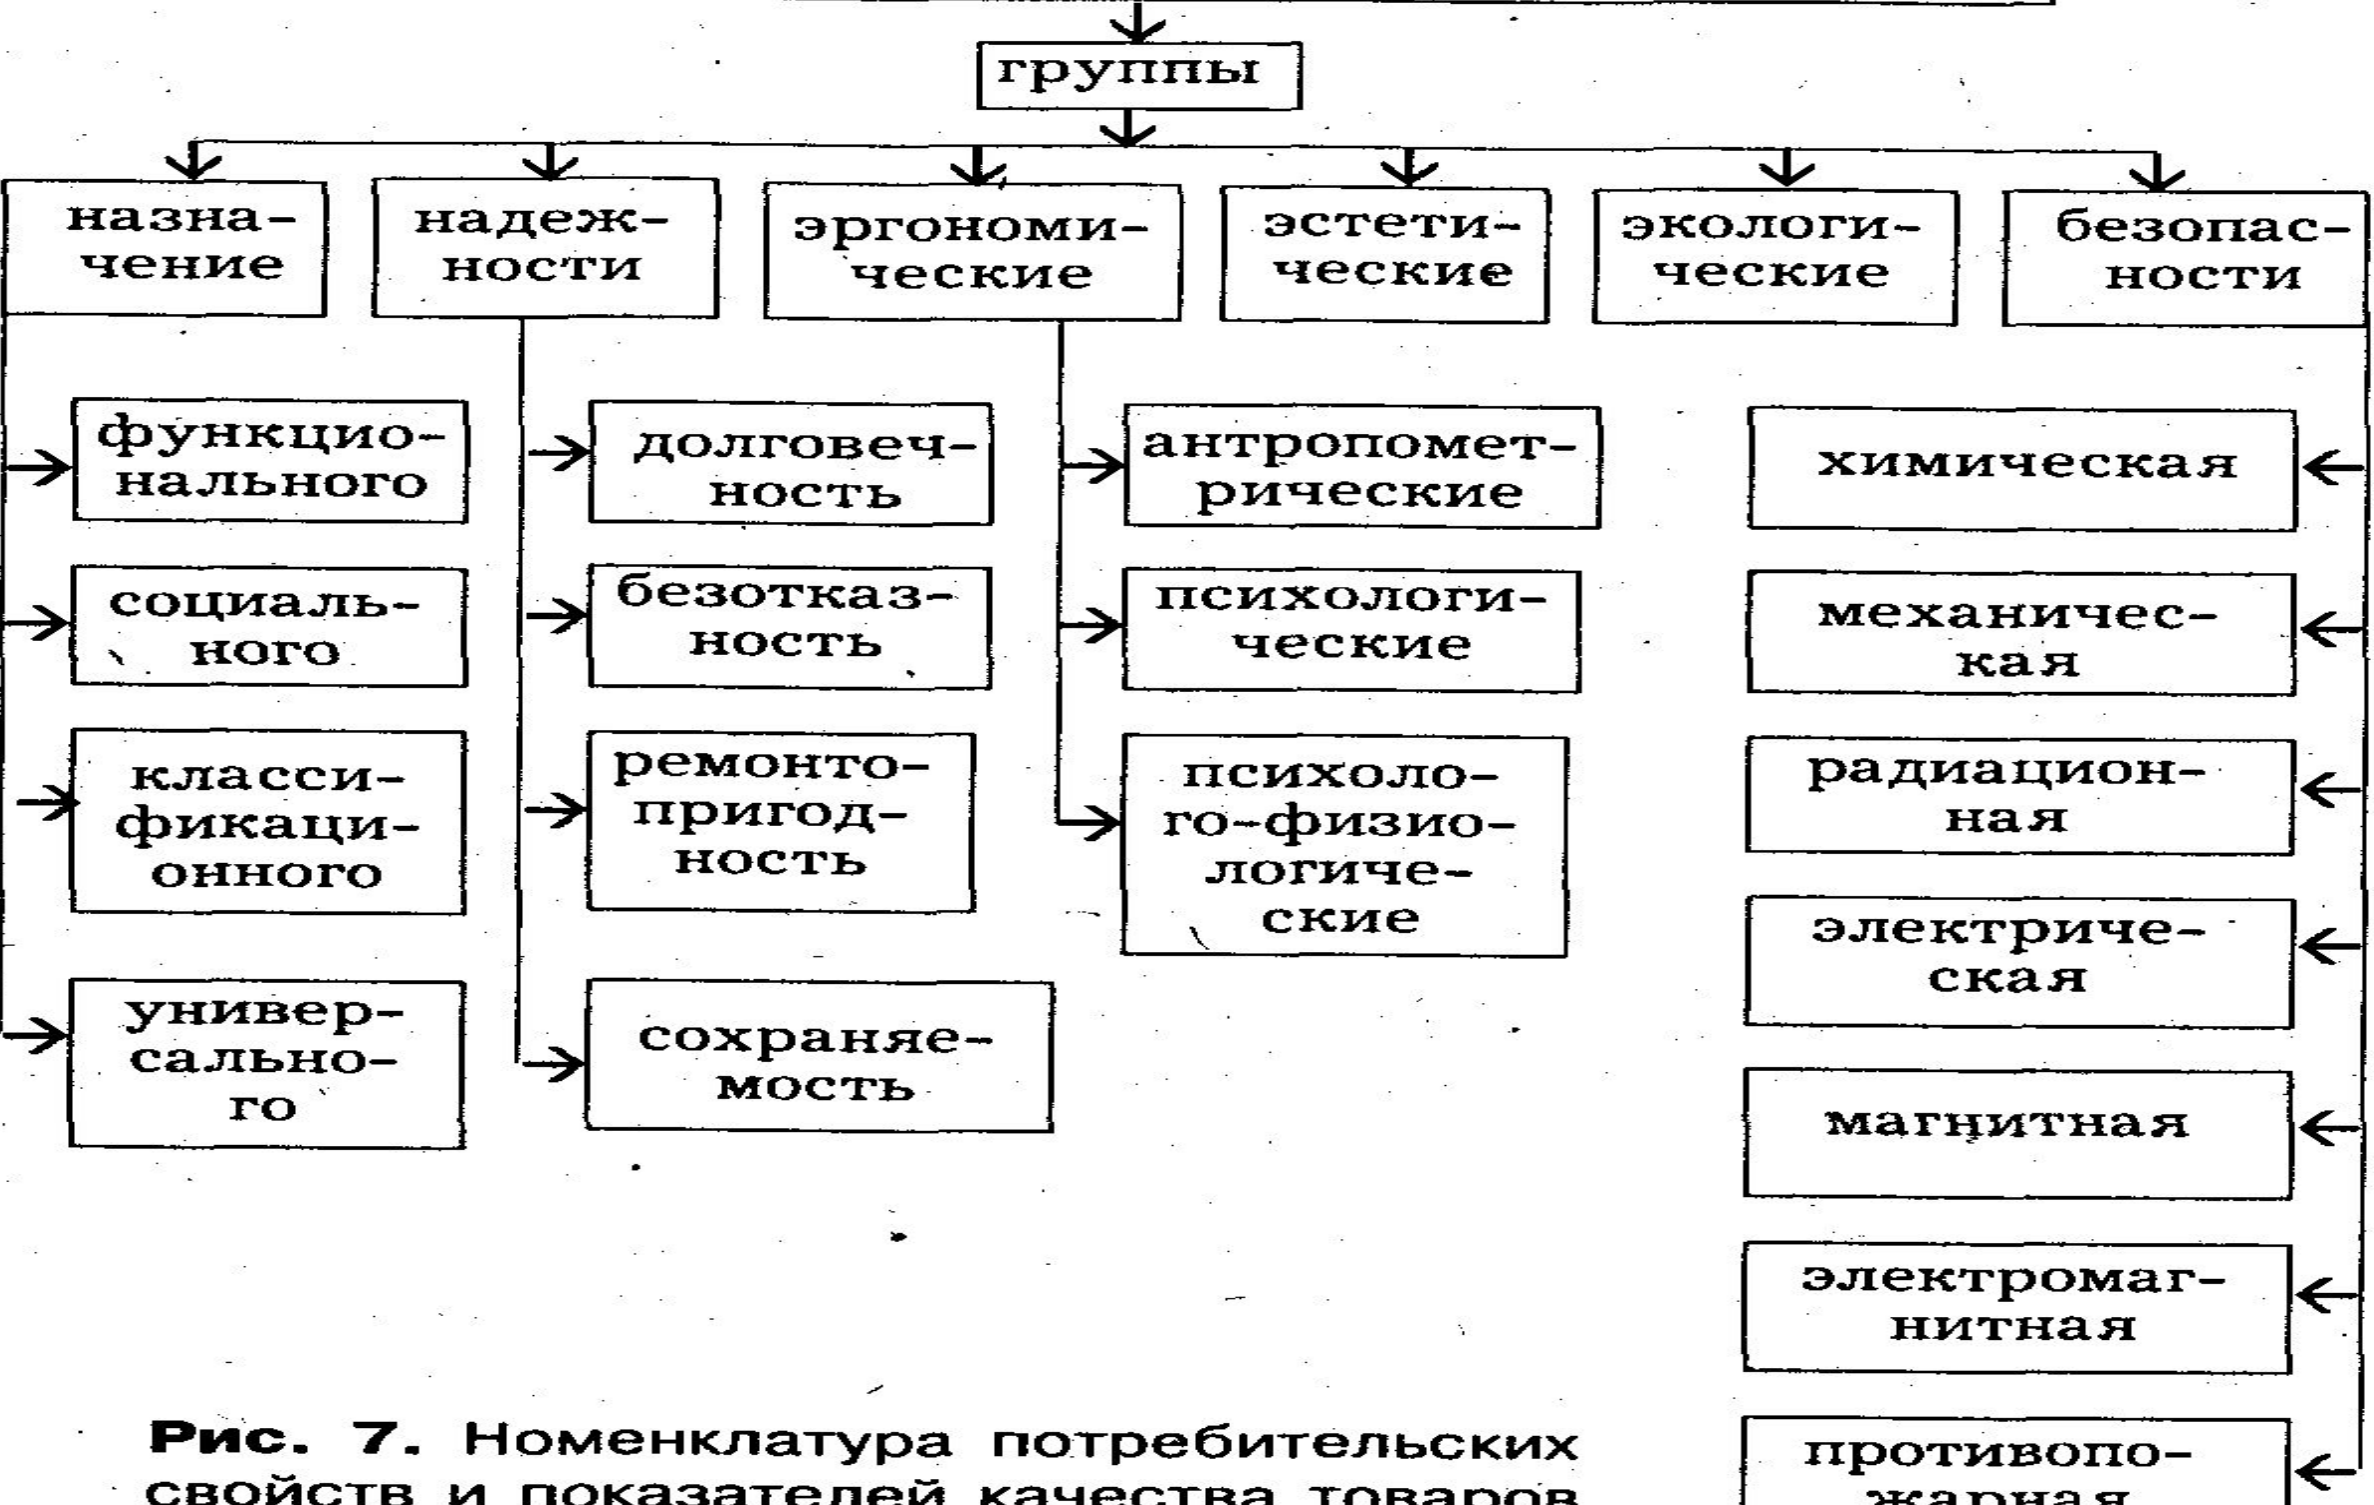 группы
назна-
чение
надеж-
ности
эргономи-
ческие
эстети-
ческие
экологи-
ческие
безопас-
ности
функцио-
нального
социаль-
ного
класси-
фикаци-
онного
универ-
сально-
го
долговеч-
ность
безотказ-
ность
ремонто-
пригод-
ность
сохраняе-
мость
антропомет-
рические
психологи-
ческие
психоло-
го-физио-
логиче-
ские
химическая
механичес-
кая
радиацион-
ная
электриче-
ская
магнитная
электромаг-
нитная
противопо-
жарная
Рис. 7. Номенклатура потребительских
свойств и показателей качества товаров